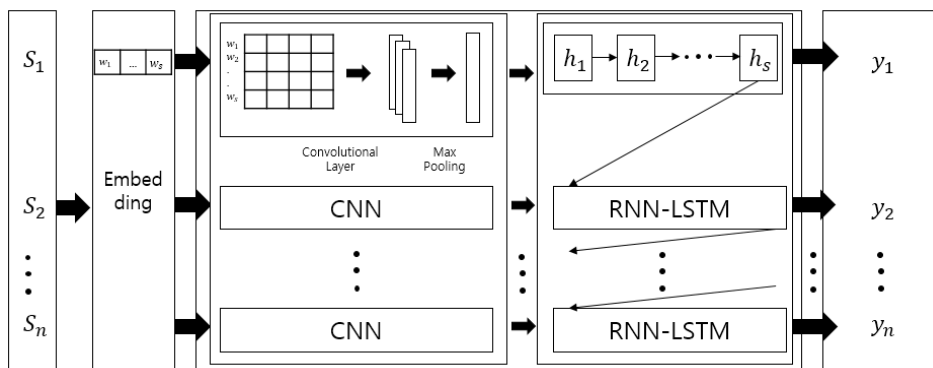 S₁
w₁ ... wₛ
w₁
w₂
.
.
wₛ
h₁ h₂ • • • hₛ
y₁
Convolutional
Layer
Max
Pooling
Embed
ding
S₂
CNN
RNN-LSTM
y₂
Sₙ
CNN
RNN-LSTM
yₙ